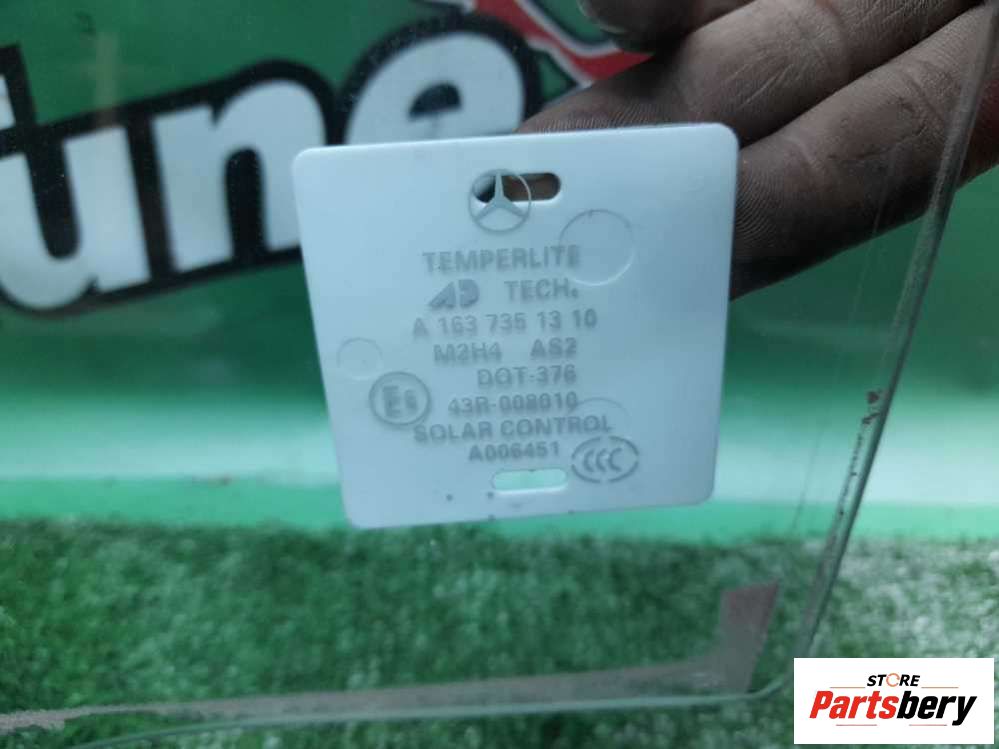 une
TEMPERLITE
AP TECH.
A 163 735 13 10
M2H4 AS2
DOT-376
E6 43R-008010
SOLAR CONTROL
A006451 CCC
STORE
Partsbery